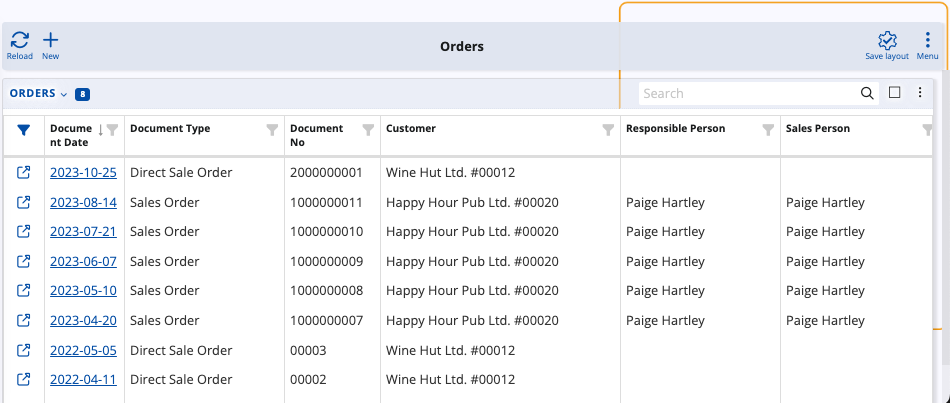 Orders
Reload New Save layout Menu
ORDERS 8 Search
Docume
nt Date Document Type Document
No Customer Responsible Person Sales Person
2023-10-25 Direct Sale Order 2000000001 Wine Hut Ltd. #00012
2023-08-14 Sales Order 1000000011 Happy Hour Pub Ltd. #00020 Paige Hartley Paige Hartley
2023-07-21 Sales Order 1000000010 Happy Hour Pub Ltd. #00020 Paige Hartley Paige Hartley
2023-06-07 Sales Order 1000000009 Happy Hour Pub Ltd. #00020 Paige Hartley Paige Hartley
2023-05-10 Sales Order 1000000008 Happy Hour Pub Ltd. #00020 Paige Hartley Paige Hartley
2023-04-20 Sales Order 1000000007 Happy Hour Pub Ltd. #00020 Paige Hartley Paige Hartley
2022-05-05 Direct Sale Order 00003 Wine Hut Ltd. #00012
2022-04-11 Direct Sale Order 00002 Wine Hut Ltd. #00012